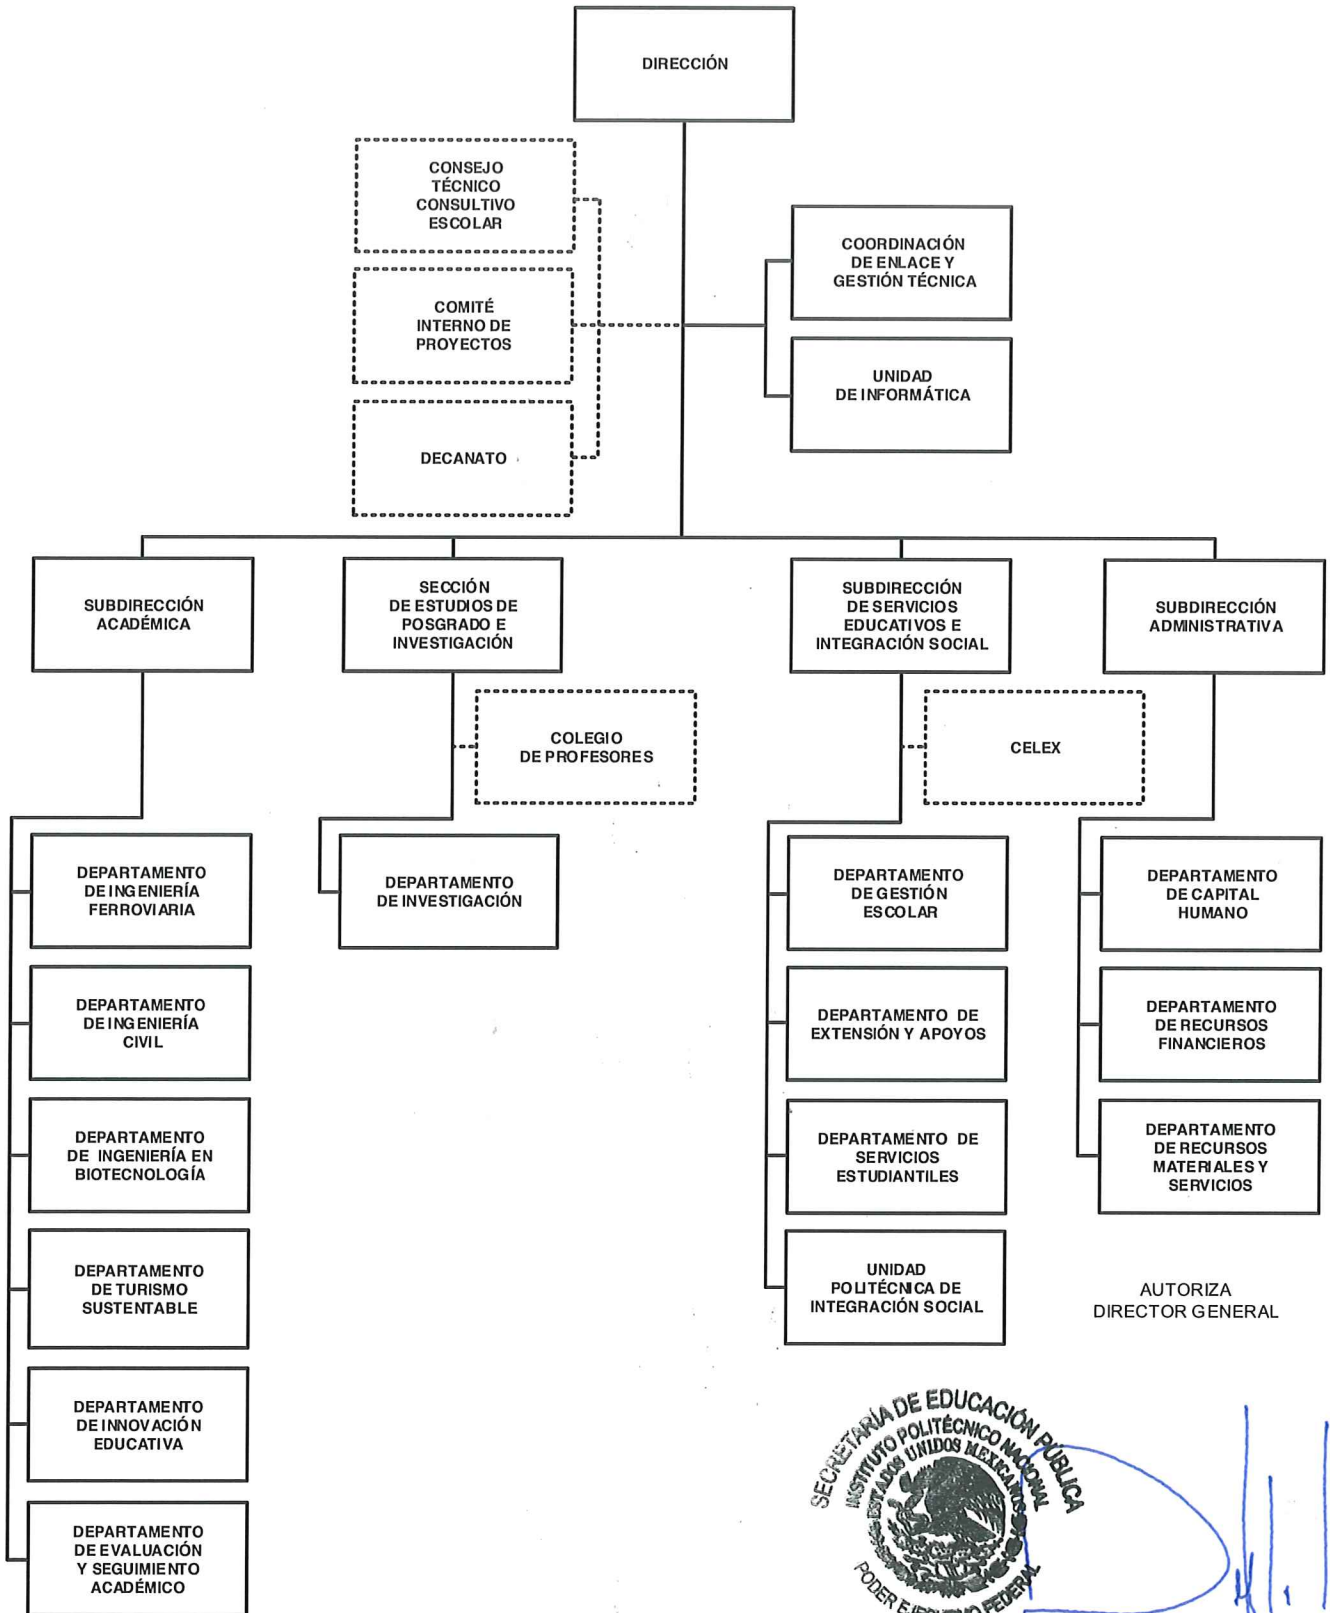 DIRECCIÓN
CONSEJO
TÉCNICO
CONSULTIVO
ESCOLAR
COMITÉ
INTERNO DE
PROYECTOS
DECANATO
COORDINACIÓN
DE ENLACE Y
GESTIÓN TÉCNICA
UNIDAD
DE INFORMÁTICA
SUBDIRECCIÓN
ACADÉMICA
SECCIÓN
DE ESTUDIOS DE
POSGRADO E
INVESTIGACIÓN
SUBDIRECCIÓN
DE SERVICIOS
EDUCATIVOS E
INTEGRACIÓN SOCIAL
SUBDIRECCIÓN
ADMINISTRATIVA
COLEGIO
DE PROFESORES
CELEX
DEPARTAMENTO
DE INGENIERÍA
FERROVIARIA
DEPARTAMENTO
DE INGENIERÍA
CIVIL
DEPARTAMENTO
DE INGENIERÍA EN
BIOTECNOLOGÍA
DEPARTAMENTO
DE TURISMO
SUSTENTABLE
DEPARTAMENTO
DE INNOVACIÓN
EDUCATIVA
DEPARTAMENTO
DE EVALUACIÓN
Y SEGUIMIENTO
ACADÉMICO
DEPARTAMENTO
DE INVESTIGACIÓN
DEPARTAMENTO
DE GESTIÓN
ESCOLAR
DEPARTAMENTO DE
EXTENSIÓN Y APOYOS
DEPARTAMENTO DE
SERVICIOS
ESTUDIANTILES
UNIDAD
POLITÉCNICA DE
INTEGRACIÓN SOCIAL
DEPARTAMENTO
DE CAPITAL
HUMANO
DEPARTAMENTO
DE RECURSOS
FINANCIEROS
DEPARTAMENTO
DE RECURSOS
MATERIALES Y
SERVICIOS
AUTORIZA
DIRECTOR GENERAL
SECRETARÍA DE EDUCACIÓN PÚBLICA
INSTITUTO POLITÉCNICO NACIONAL
ESTADOS UNIDOS MEXICANOS
PODER EJECUTIVO FEDERAL